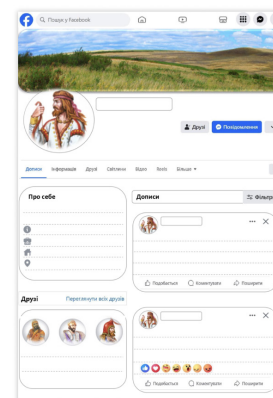 Пошук у Facebook
Друзі
Повідомлення
Дописи
Інформація
Друзі
Світлини
Відео
Reels
Більше
Про себе
Дописи
Фільтри
Подобається
Коментувати
Поширити
Друзі
Переглянути всіх друзів
Подобається
Коментувати
Поширити